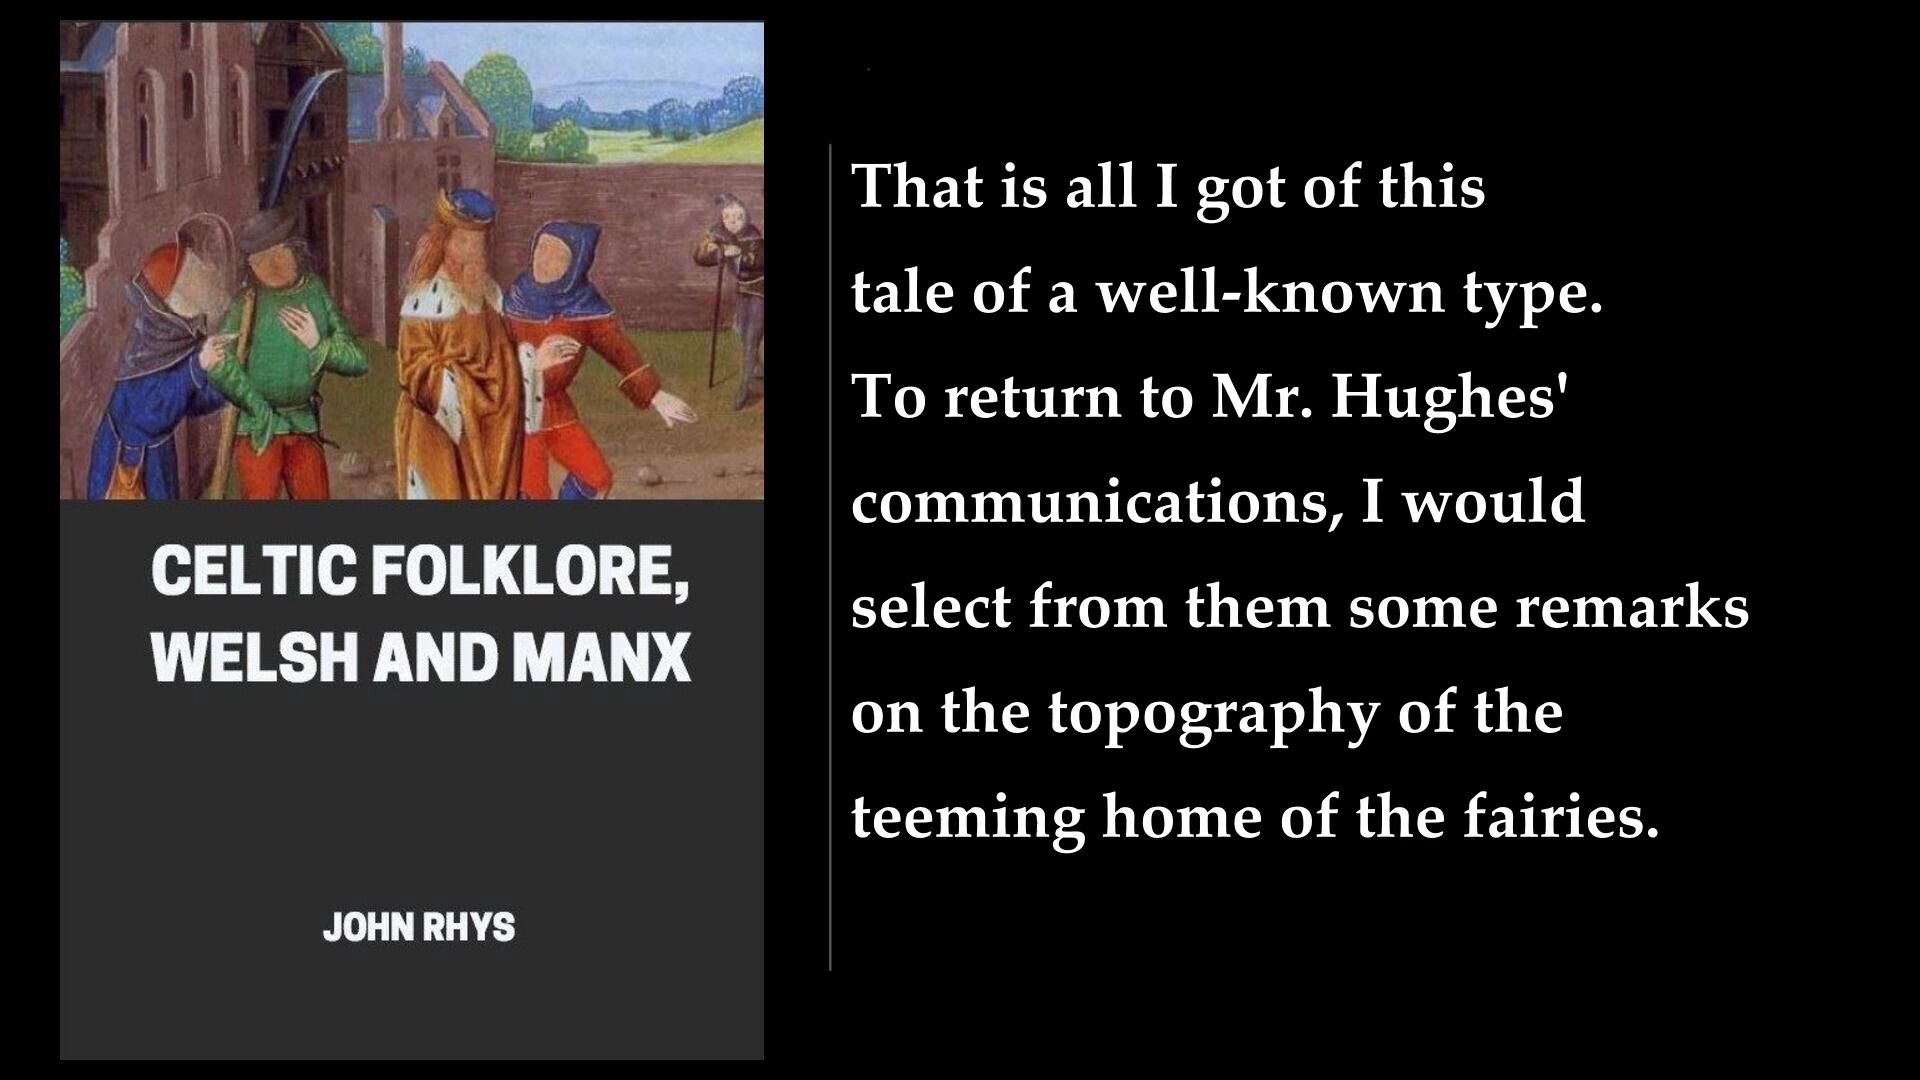 CELTIC FOLKLORE,
WELSH AND MANX
JOHN RHYS
That is all I got of this
tale of a well-known type.
To return to Mr. Hughes'
communications, I would
select from them some remarks
on the topography of the
teeming home of the fairies.